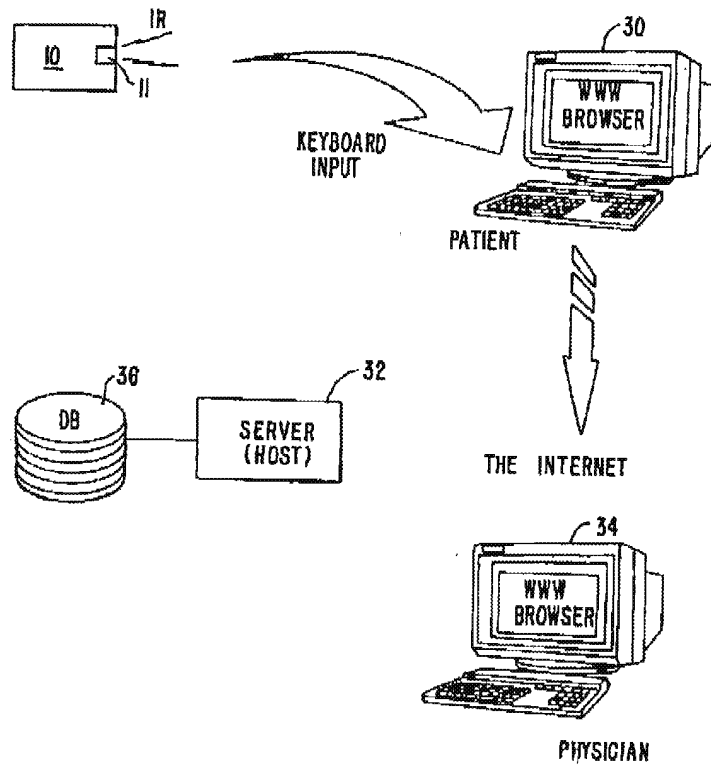 IR
10
11
30
WWW
BROWSER
KEYBOARD
INPUT
PATIENT
36
32
DB
SERVER
(HOST)
THE INTERNET
34
WWW
BROWSER
PHYSICIAN